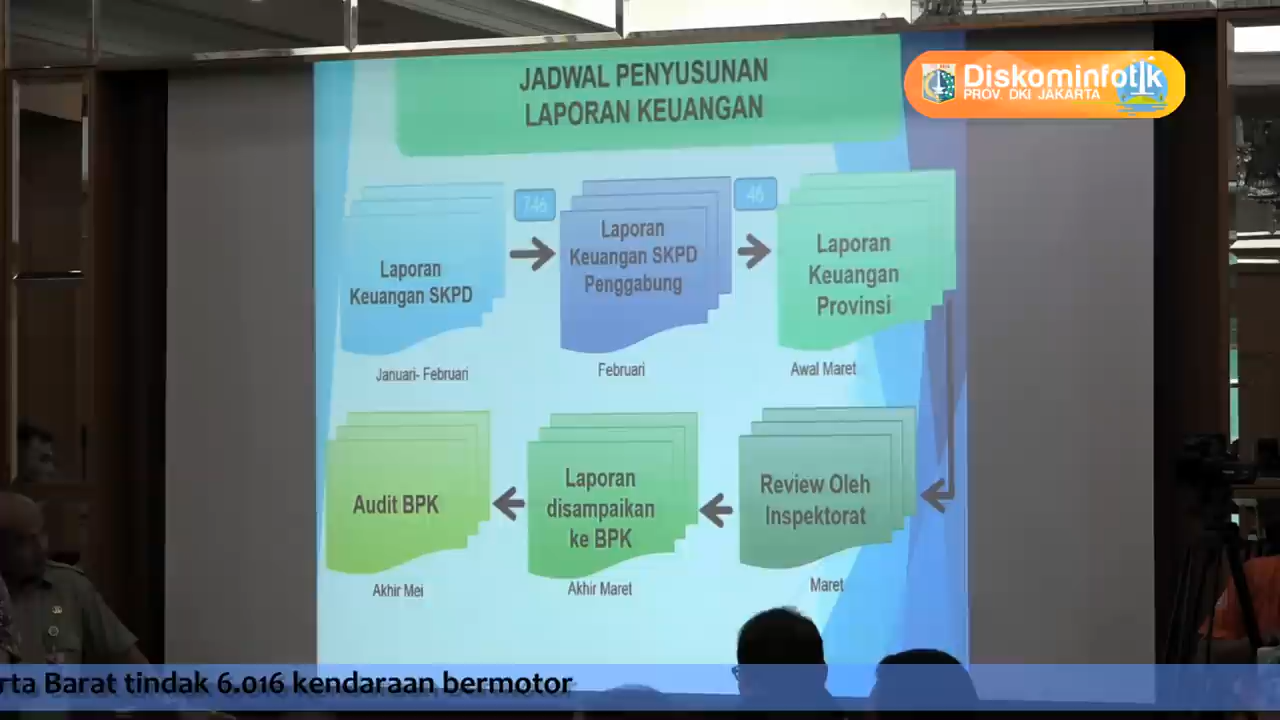 JADWAL PENYUSUNAN
LAPORAN KEUANGAN
Diskominfotik
PROV. DKI JAKARTA
Laporan
Keuangan SKPD
Januari- Februari
746
Laporan
Keuangan SKPD
Penggabung
Februari
46
Laporan
Keuangan
Provinsi
Awal Maret
Review Oleh
Inspektorat
Maret
Laporan
disampaikan
ke BPK
Akhir Maret
Audit BPK
Akhir Mei
rta Barat tindak 6.016 kendaraan bermotor